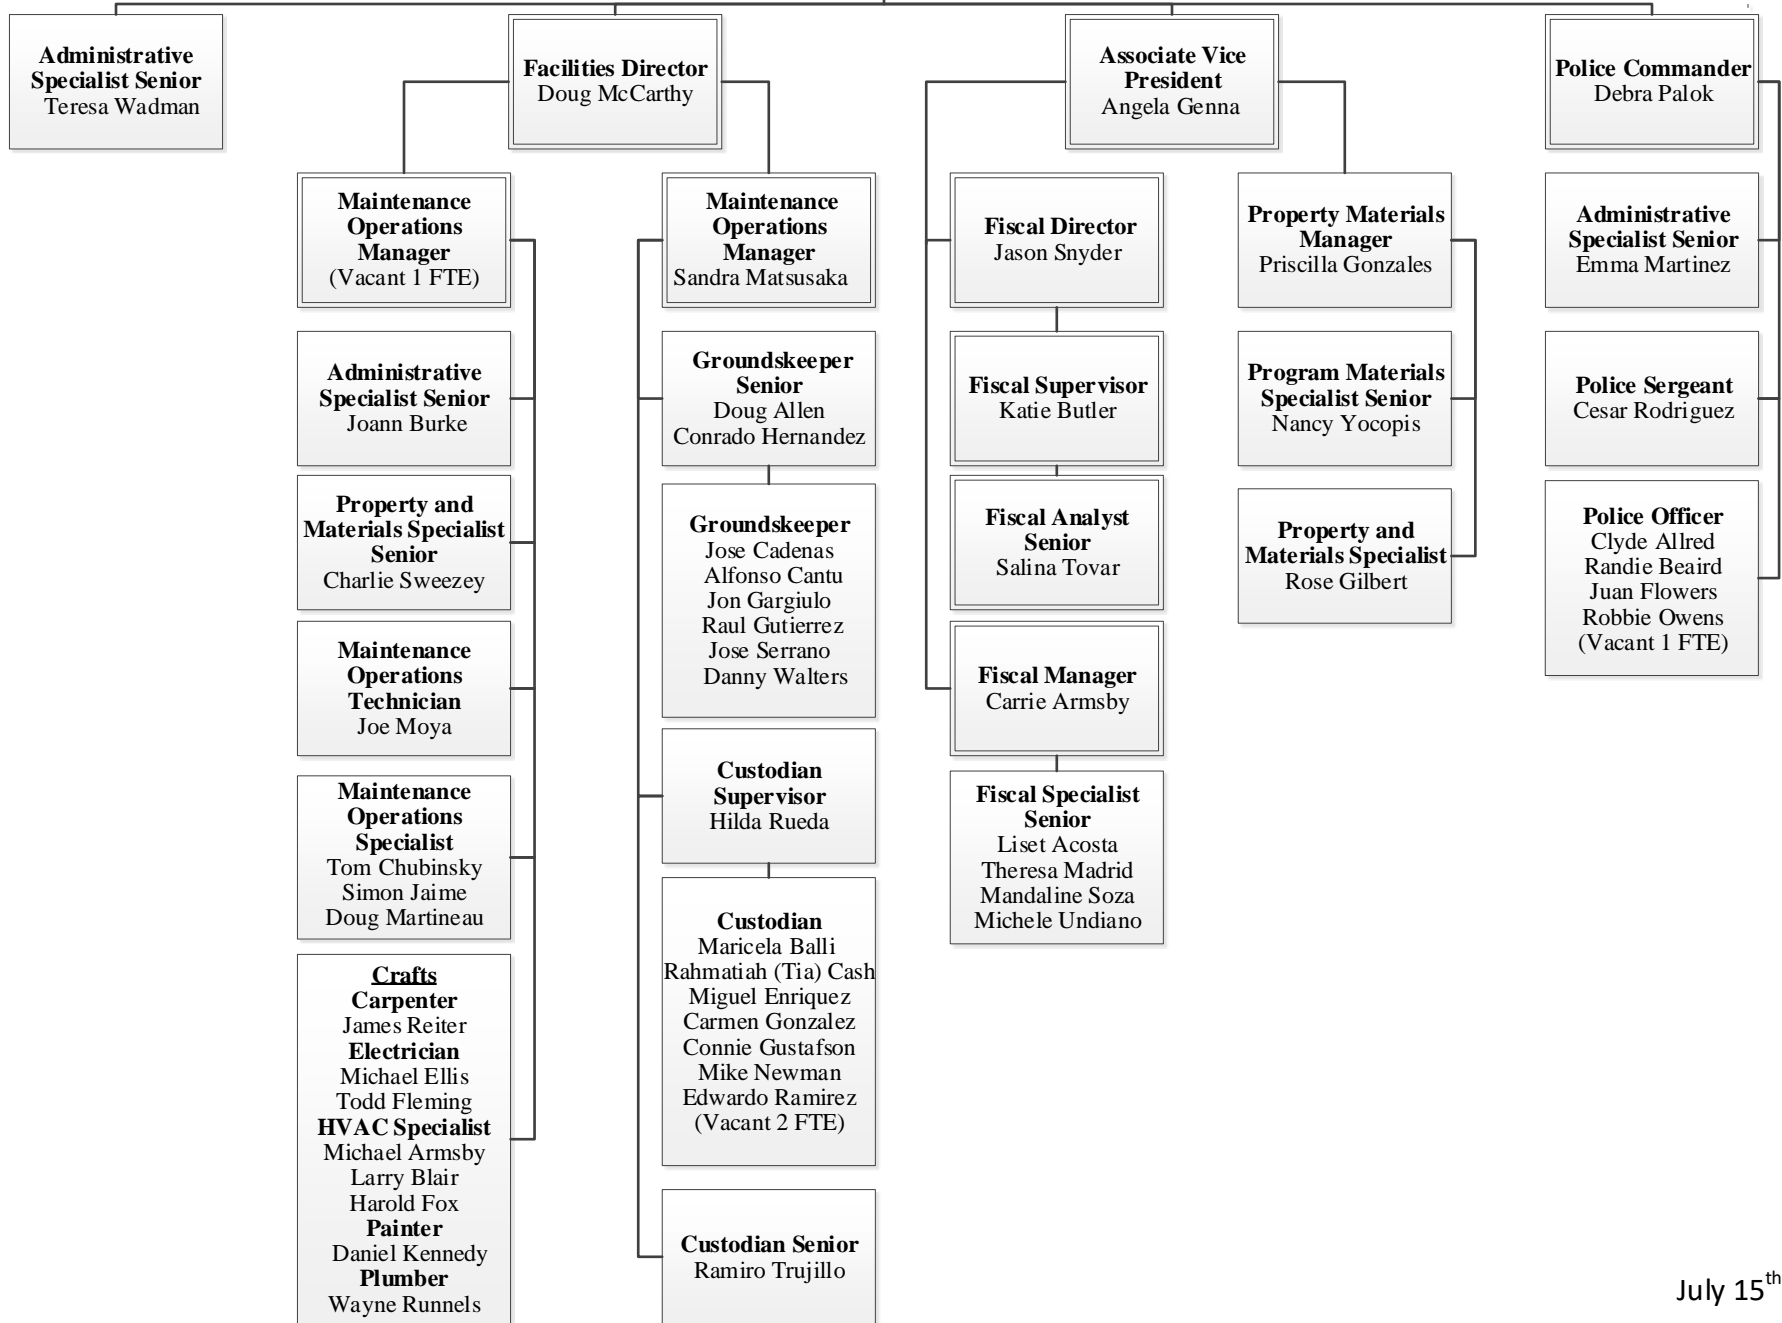 Administrative
Specialist Senior
Teresa Wadman
Facilities Director
Doug McCarthy
Associate Vice
President
Angela Genna
Police Commander
Debra Palok
Maintenance
Operations
Manager
(Vacant 1 FTE)
Administrative
Specialist Senior
Joann Burke
Property and
Materials Specialist
Senior
Charlie Sweezey
Maintenance
Operations
Technician
Joe Moya
Maintenance
Operations
Specialist
Tom Chubinsky
Simon Jaime
Doug Martineau
Crafts
Carpenter
James Reiter
Electrician
Michael Ellis
Todd Fleming
HVAC Specialist
Michael Armsby
Larry Blair
Harold Fox
Painter
Daniel Kennedy
Plumber
Wayne Runnels
Maintenance
Operations
Manager
Sandra Matsusaka
Groundskeeper
Senior
Doug Allen
Conrado Hernandez
Groundskeeper
Jose Cadenas
Alfonso Cantu
Jon Gargiulo
Raul Gutierrez
Jose Serrano
Danny Walters
Custodian
Supervisor
Hilda Rueda
Custodian
Maricela Balli
Rahmatiah (Tia) Cash
Miguel Enriquez
Carmen Gonzalez
Connie Gustafson
Mike Newman
Edwardo Ramirez
(Vacant 2 FTE)
Custodian Senior
Ramiro Trujillo
Fiscal Director
Jason Snyder
Fiscal Supervisor
Katie Butler
Fiscal Analyst
Senior
Salina Tovar
Fiscal Manager
Carrie Armsby
Fiscal Specialist
Senior
Liset Acosta
Theresa Madrid
Mandaline Soza
Michele Undiano
Property Materials
Manager
Priscilla Gonzales
Program Materials
Specialist Senior
Nancy Yocopis
Property and
Materials Specialist
Rose Gilbert
Administrative
Specialist Senior
Emma Martinez
Police Sergeant
Cesar Rodriguez
Police Officer
Clyde Allred
Randie Beaird
Juan Flowers
Robbie Owens
(Vacant 1 FTE)
July 15th